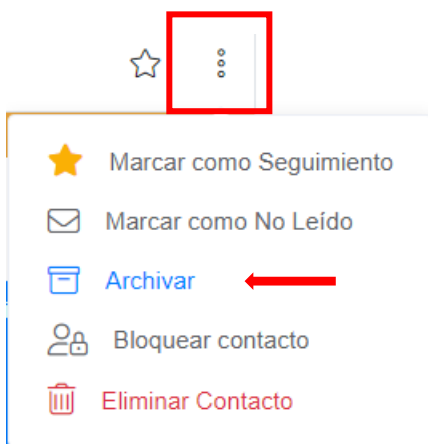 Marcar como Seguimiento
Marcar como No Leído
Archivar
Bloquear contacto
Eliminar Contacto